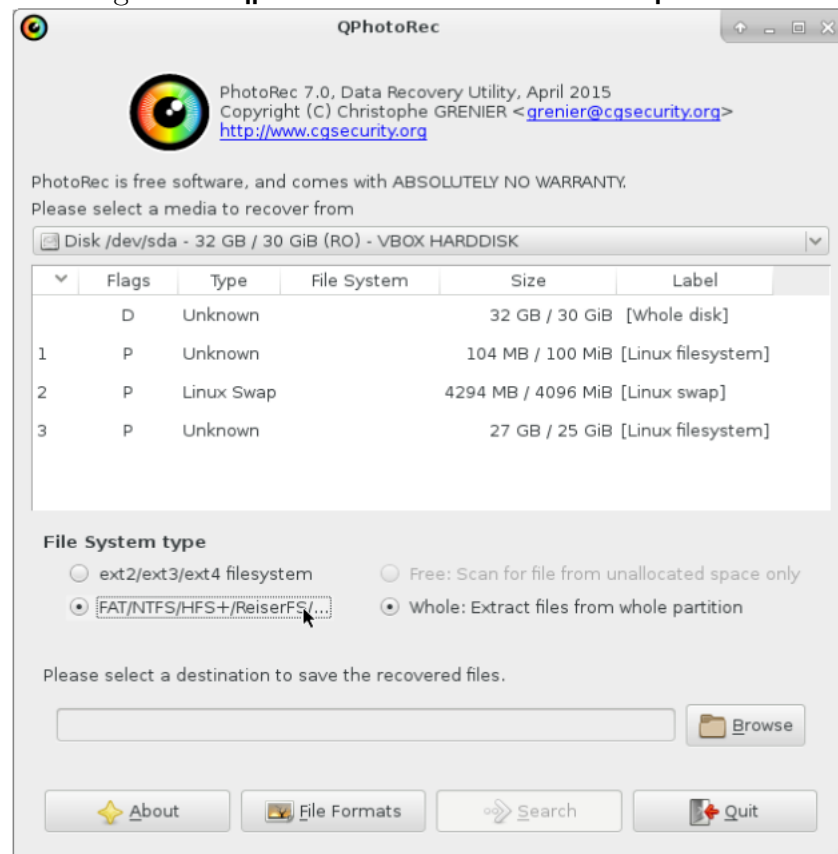 QPhotoRec
PhotoRec 7.0, Data Recovery Utility, April 2015
Copyright (C) Christophe GRENIER <grenier@cgsecurity.org>
http://www.cgsecurity.org
PhotoRec is free software, and comes with ABSOLUTELY NO WARRANTY.
Please select a media to recover from
Disk /dev/sda - 32 GB / 30 GiB (RO) - VBOX HARDDISK
Flags Type File System Size Label
D Unknown 32 GB / 30 GiB [Whole disk]
1 P Unknown 104 MB / 100 MiB [Linux filesystem]
2 P Linux Swap 4294 MB / 4096 MiB [Linux swap]
3 P Unknown 27 GB / 25 GiB [Linux filesystem]
File System type
ext2/ext3/ext4 filesystem Free: Scan for file from unallocated space only
FAT/NTFS/HFS+/ReiserFS/... Whole: Extract files from whole partition
Please select a destination to save the recovered files.
Browse
About File Formats Search Quit